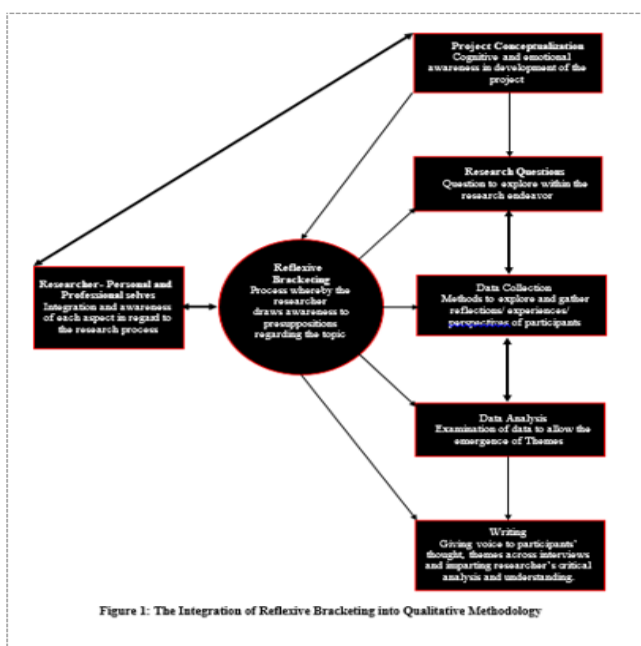 Project Conceptualization
Cognitive and emotional
awareness in development of the
project
Research Questions
Question to explore within the
research endeavor
Reflexive
Bracketing
Process whereby the
researcher
draws awareness to
presuppositions
regarding the topic
Researcher- Personal and
Professional selves
Integration and awareness
of each aspect in regard to
the research process
Data Collection
Methods to explore and gather
reflections/ experiences/
perspectives of participants
Data Analysis
Examination of data to allow the
emergence of Themes
Writing
Giving voice to participants'
thought, themes across interviews
and imparting researcher's critical
analysis and understanding.
Figure 1: The Integration of Reflexive Bracketing into Qualitative Methodology